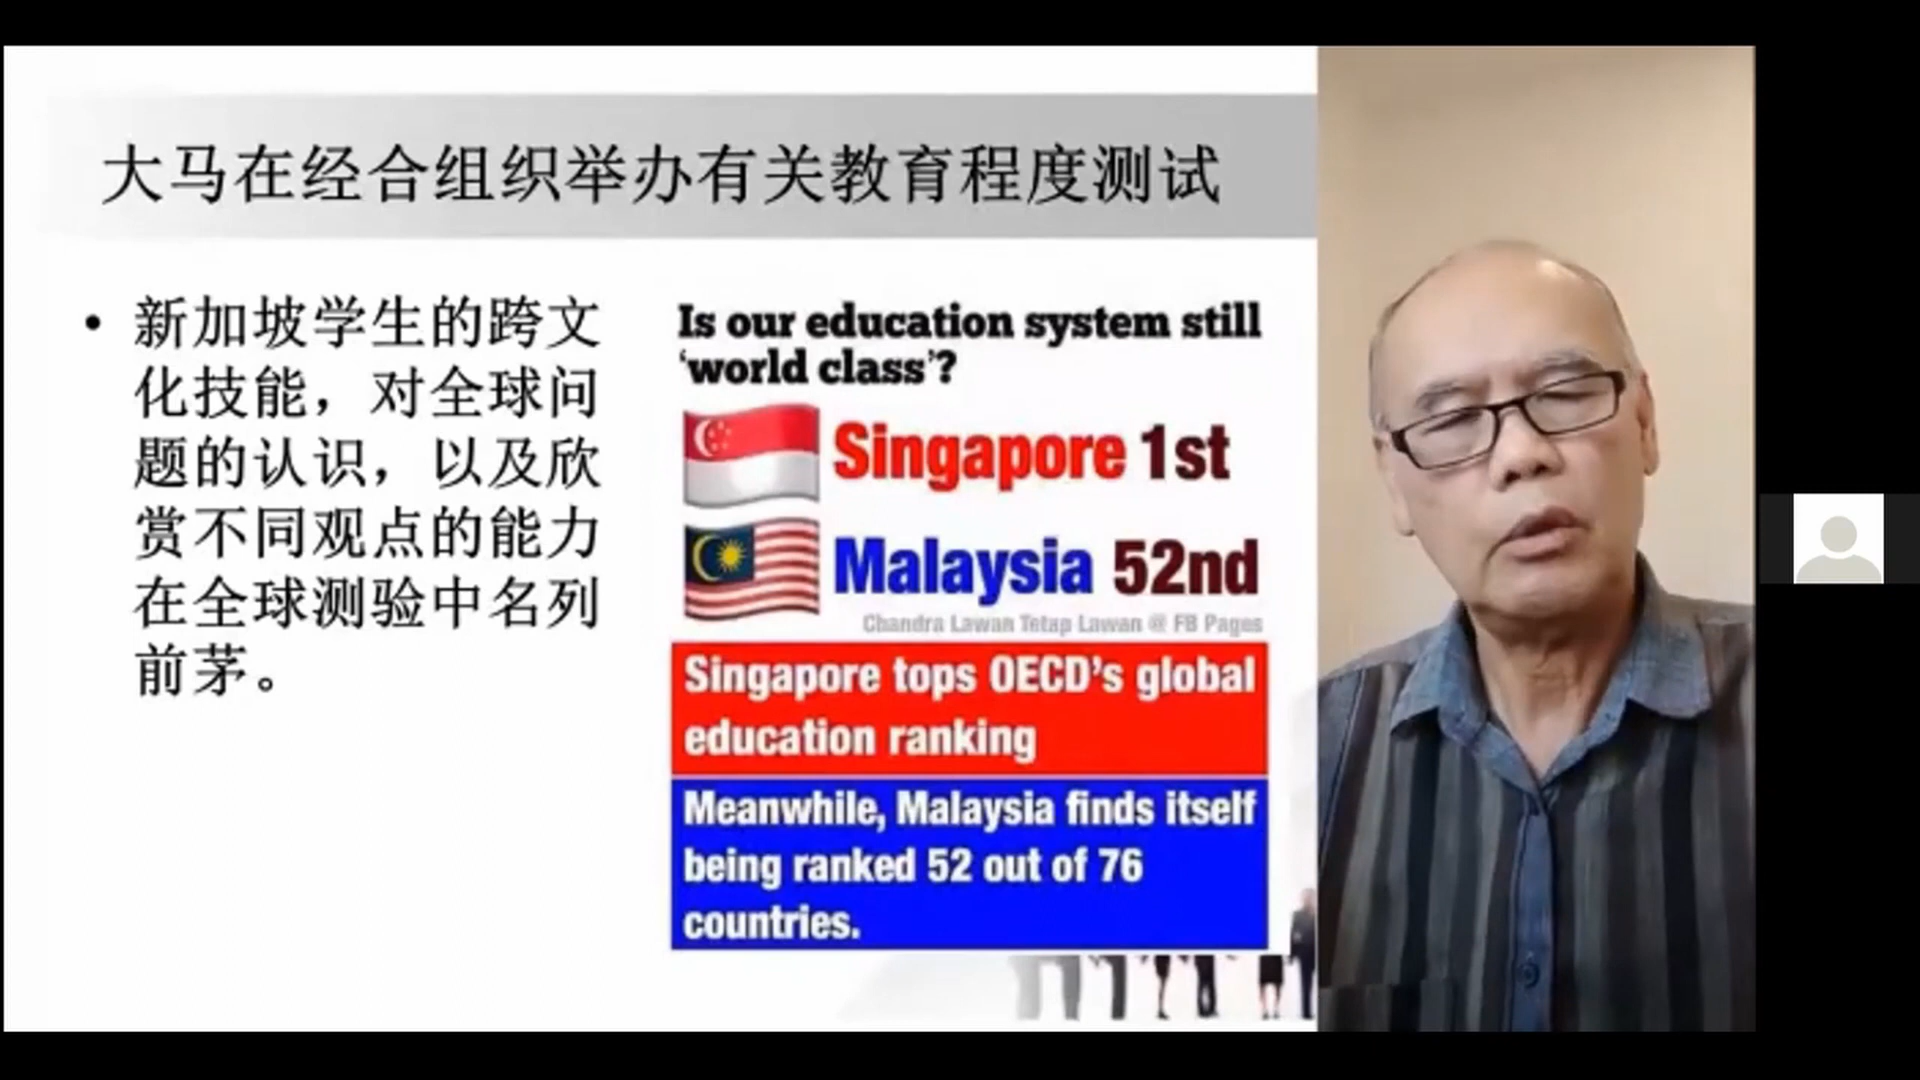 大马在经合组织举办有关教育程度测试
• 新加坡学生的跨文
化技能，对全球问
题的认识，以及欣
赏不同观点的能力
在全球测验中名列
前茅。
Is our education system still
‘world class’?
Singapore 1st
Malaysia 52nd
Chandra Lawan Tetap Lawan @ FB Pages
Singapore tops OECD’s global
education ranking
Meanwhile, Malaysia finds itself
being ranked 52 out of 76
countries.